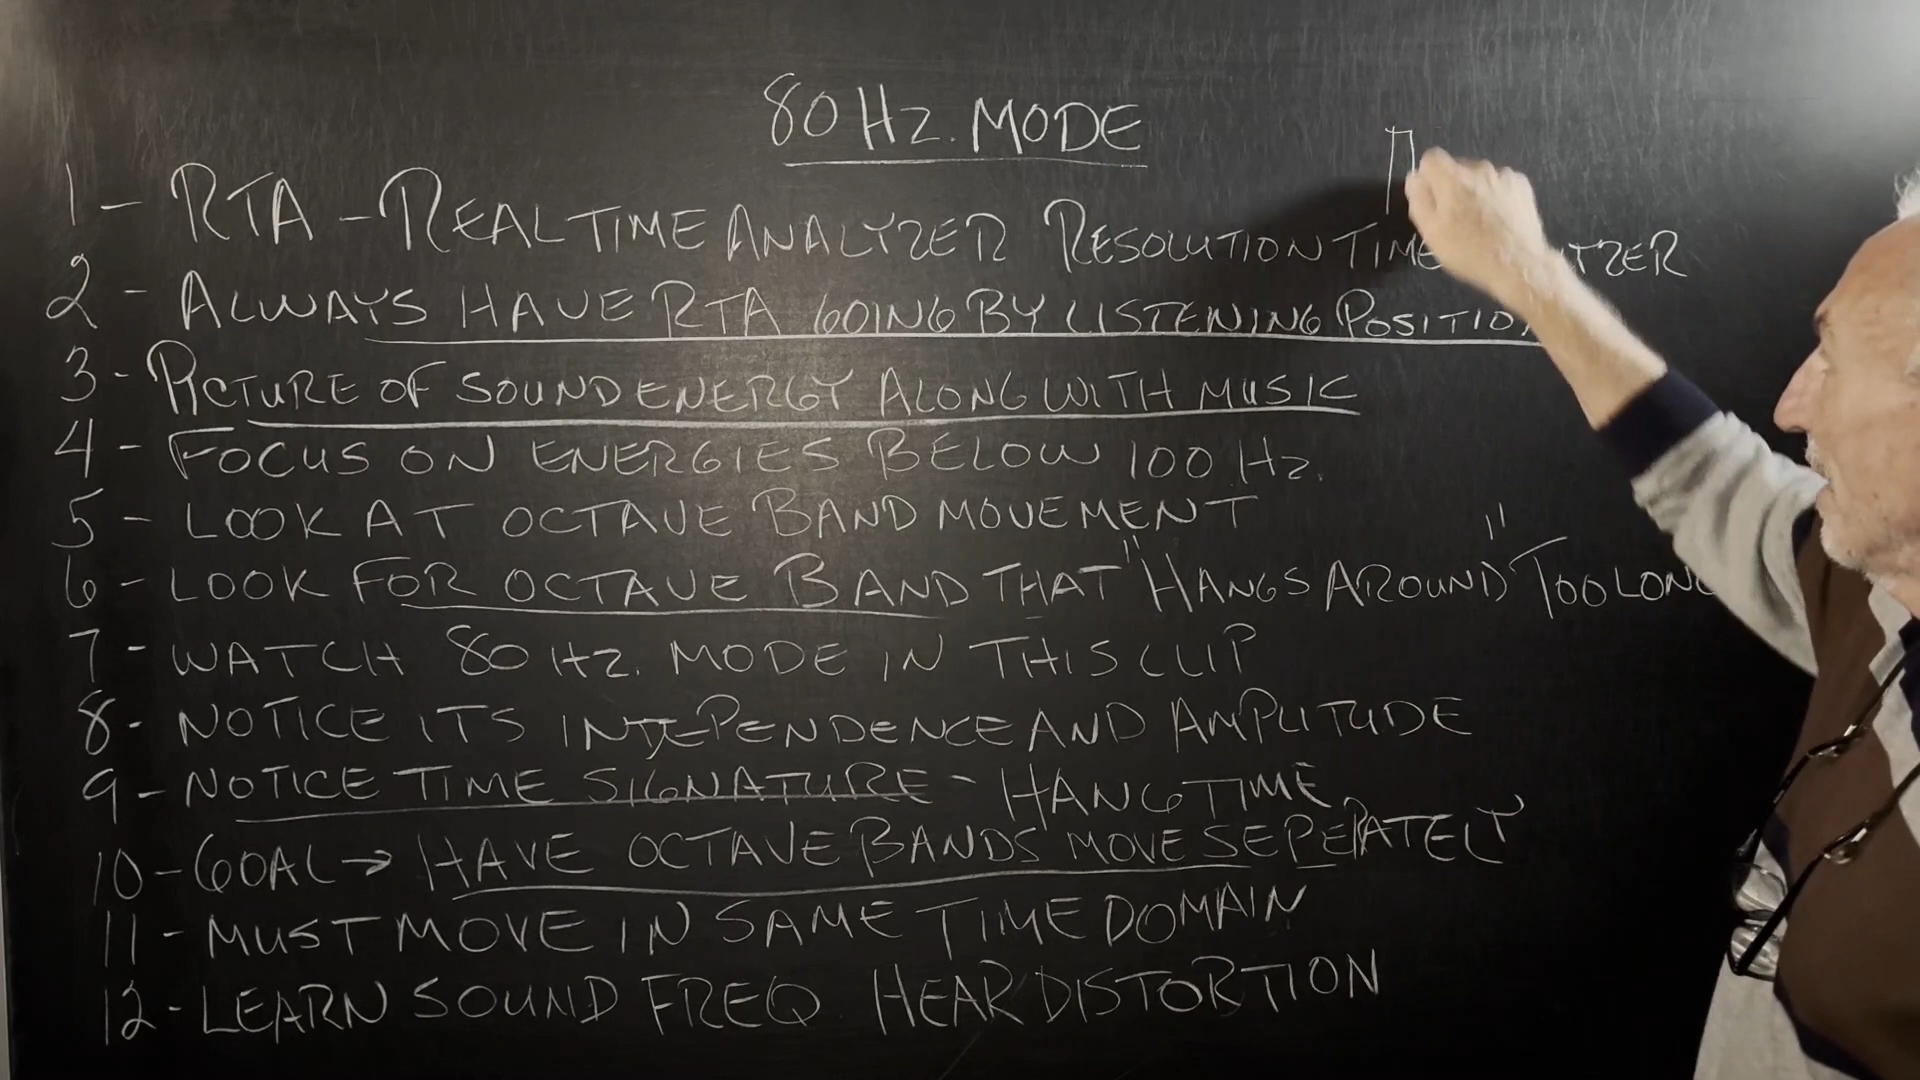 80 Hz. MODE
1 - RTA - REAL TIME ANALYZER RESOLUTION TIME
2 - ALWAYS HAVE RTA GOING BY LISTENING POSITION
3 - PICTURE OF SOUND ENERGY ALONG WITH MUSIC
4 - FOCUS ON ENERGIES BELOW 100 Hz.
5 - LOOK AT OCTAVE BAND MOVEMENT
6 - LOOK FOR OCTAVE BAND THAT "HANGS AROUND" TOO LONG
7 - WATCH 80 HZ. MODE IN THIS CLIP
8 - NOTICE ITS INDEPENDENCE AND AMPLITUDE
9 - NOTICE TIME SIGNATURE - HANG TIME
10 - GOAL → HAVE OCTAVE BANDS MOVE SEPERATELY
11 - MUST MOVE IN SAME TIME DOMAIN
12 - LEARN SOUND FREQ HEAR DISTORTION